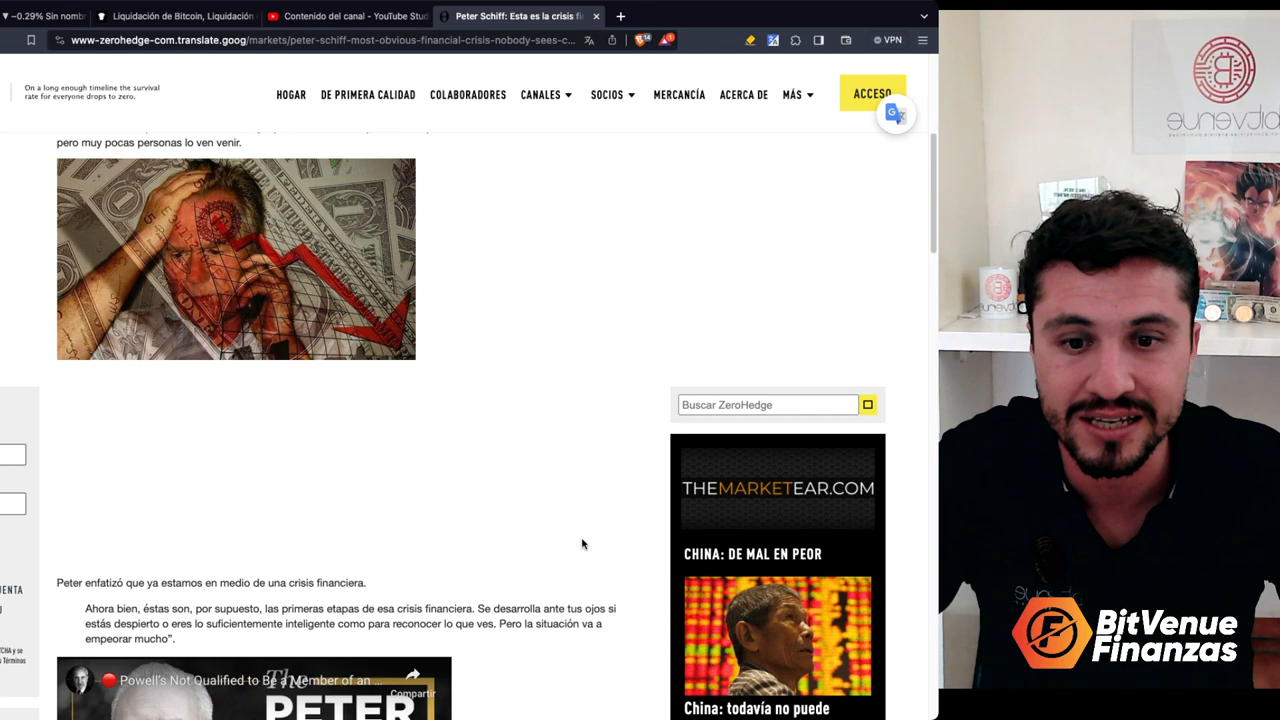 ▼ −0.29% Sin nombr
Liquidación de Bitcoin, Liquidación
Contenido del canal - YouTube Stud
Peter Schiff: Esta es la crisis fi
www-zerohedge-com.translate.goog/markets/peter-schiff-most-obvious-financial-crisis-nobody-sees-c...
VPN
On a long enough timeline the survival
rate for everyone drops to zero.
HOGAR DE PRIMERA CALIDAD COLABORADORES CANALES SOCIOS MERCANCÍA ACERCA DE MÁS
ACCESO
pero muy pocas personas lo ven venir.
Buscar ZeroHedge
THEMARKETEAR.COM
CHINA: DE MAL EN PEOR
Peter enfatizó que ya estamos en medio de una crisis financiera.
Ahora bien, éstas son, por supuesto, las primeras etapas de esa crisis financiera. Se desarrolla ante tus ojos si
estás despierto o eres lo suficientemente inteligente como para reconocer lo que ves. Pero la situación va a
empeorar mucho”.
UENTA
TCHA y se
s Términos
Powell's Not Qualified to Be a Member of an ...
Compartir
The
PETER
China: todavía no puede
bitvenue
BitVenue
Finanzas